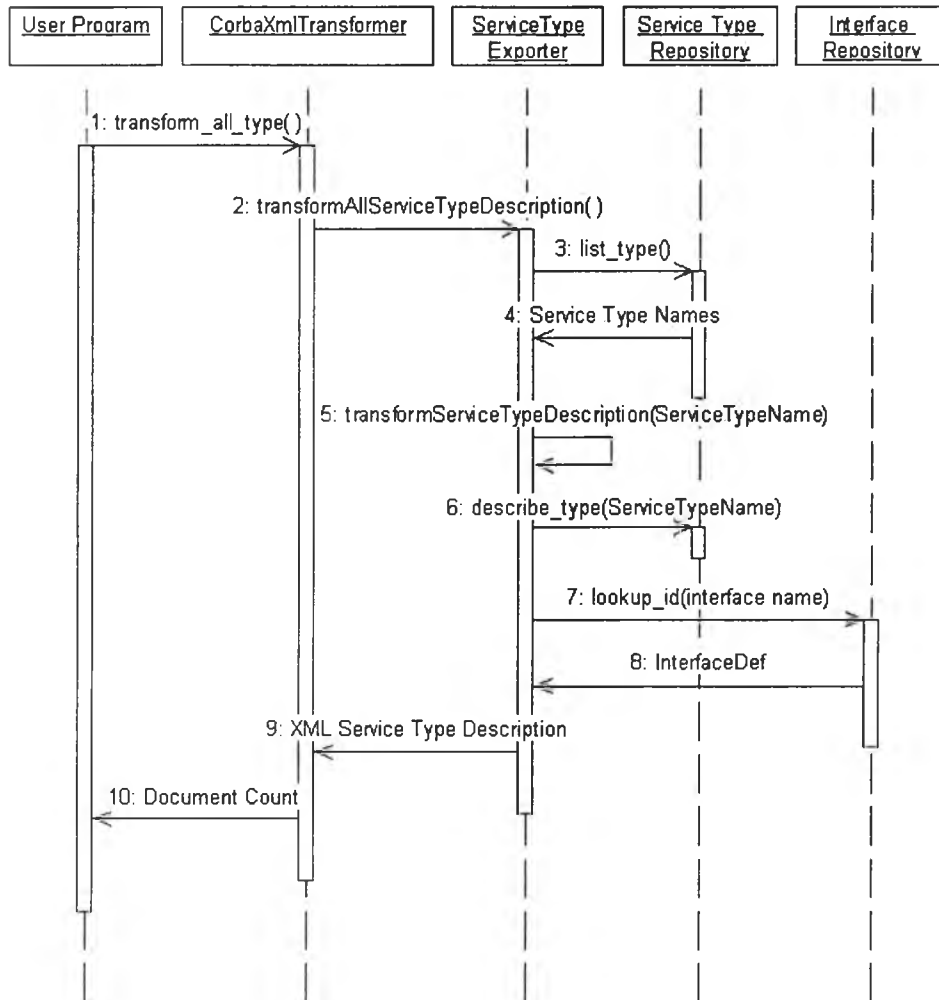 User Program
CorbaXmlTransformer
ServiceType
Exporter
Service Type
Repository
Interface
Repository
1: transform_all_type( )
2: transformAllServiceTypeDescription( )
3: list_type()
4: Service Type Names
5: transformServiceTypeDescription(ServiceTypeName)
6: describe_type(ServiceTypeName)
7: lookup_id(interface name)
8: InterfaceDef
9: XML Service Type Description
10: Document Count